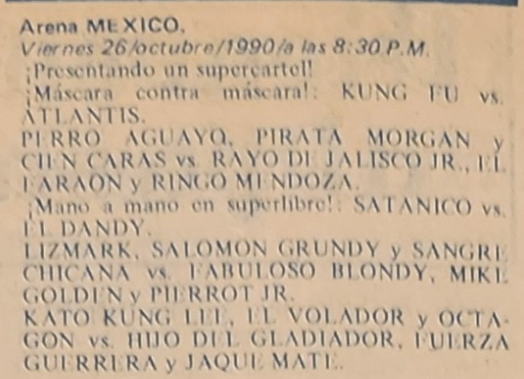 Arena MEXICO,
Viernes 26/octubre/1990/a las 8:30 P.M.
¡Presentando un supercartel!
¡Máscara contra máscara!: KUNG FU vs.
ATLANTIS.
PERRO AGUAYO, PIRATA MORGAN y
CIEN CARAS vs. RAYO DE JALISCO JR., EL
FARAON y RINGO MENDOZA.
¡Mano a mano en superlibre!: SATANICO vs.
EL DANDY.
LIZMARK, SALOMON GRUNDY y SANGRE
CHICANA vs. FABULOSO BLONDY, MIKE
GOLDEN y PIERROT JR.
KATO KUNG LEE, EL VOLADOR y OCTA-
GON vs. HIJO DEL GLADIADOR, FUERZA
GUERRERA y JAQUE MATE.